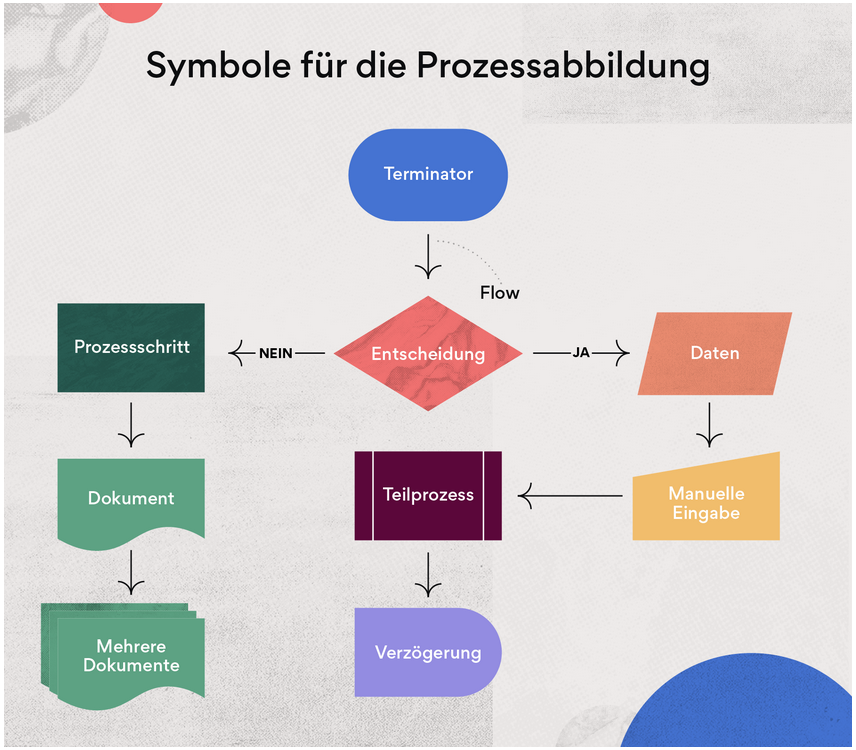 Symbole für die Prozessabbildung
Terminator
Flow
Prozessschritt
NEIN
Entscheidung
JA
Daten
Dokument
Teilprozess
Manuelle
Eingabe
Mehrere
Dokumente
Verzögerung